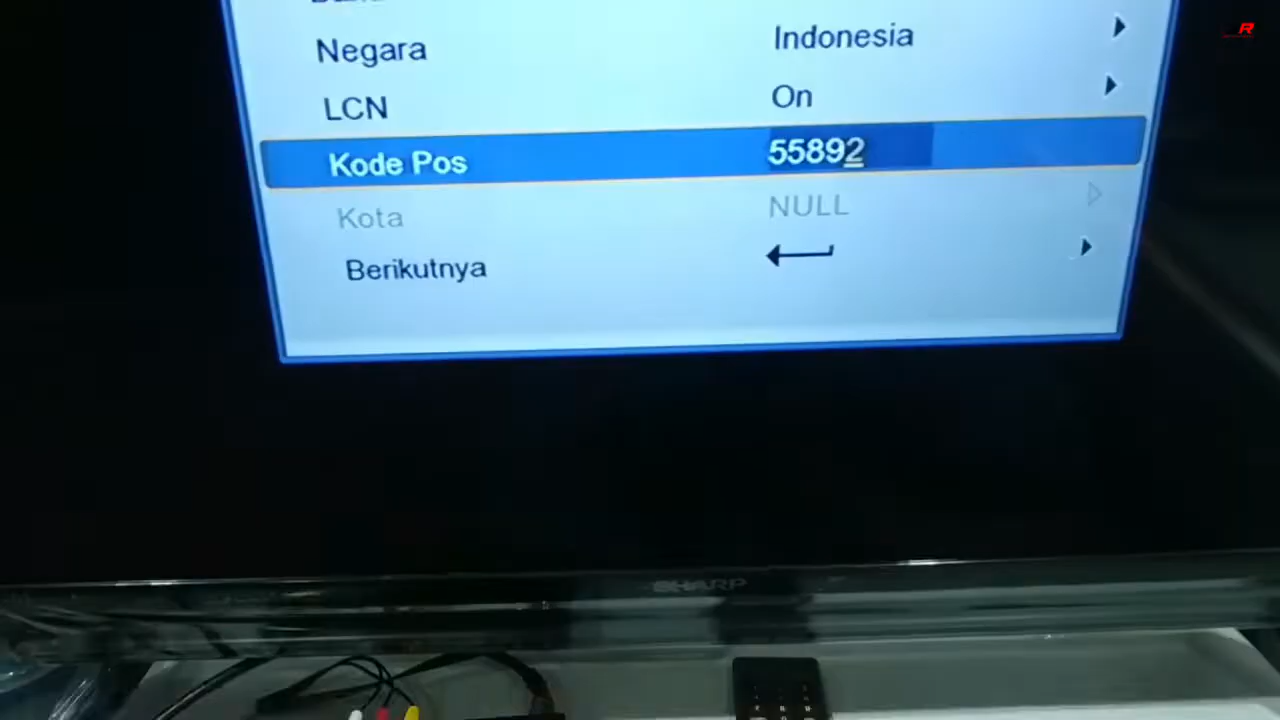 Negara Indonesia
LCN On
Kode Pos 55892
Kota NULL
Berikutnya
SHARP